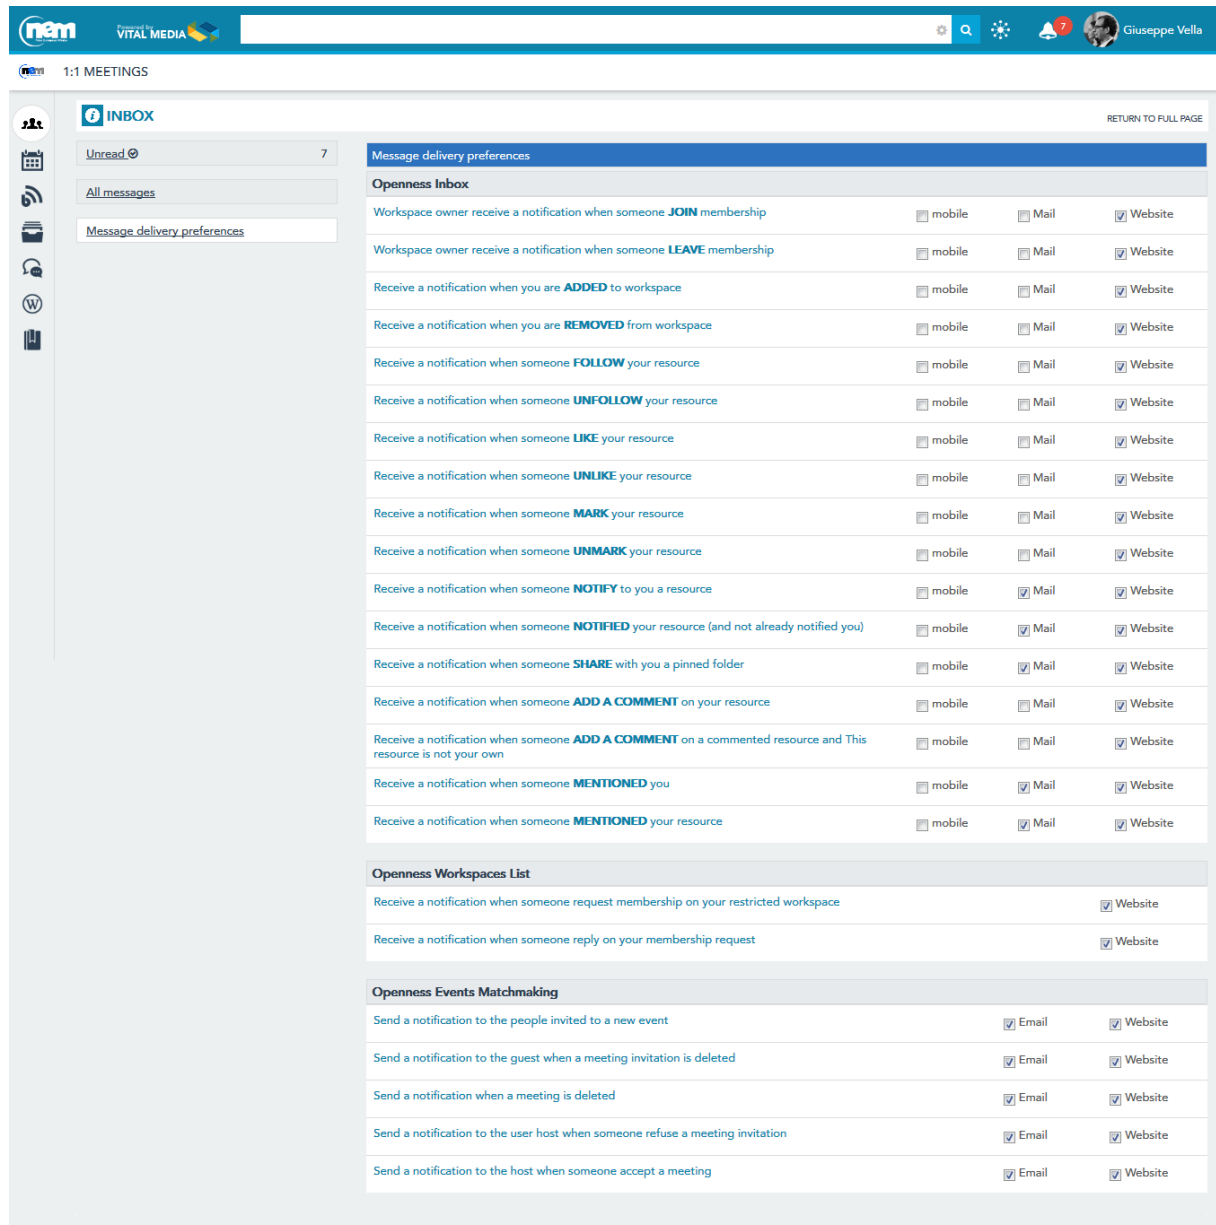 nem
Powered by
VITAL MEDIA
7
Giuseppe Vella
nem
1:1 MEETINGS
INBOX
RETURN TO FULL PAGE
Unread 7
All messages
Message delivery preferences
Message delivery preferences
Openness Inbox
Workspace owner receive a notification when someone JOIN membership mobile Mail Website
Workspace owner receive a notification when someone LEAVE membership mobile Mail Website
Receive a notification when you are ADDED to workspace mobile Mail Website
Receive a notification when you are REMOVED from workspace mobile Mail Website
Receive a notification when someone FOLLOW your resource mobile Mail Website
Receive a notification when someone UNFOLLOW your resource mobile Mail Website
Receive a notification when someone LIKE your resource mobile Mail Website
Receive a notification when someone UNLIKE your resource mobile Mail Website
Receive a notification when someone MARK your resource mobile Mail Website
Receive a notification when someone UNMARK your resource mobile Mail Website
Receive a notification when someone NOTIFY to you a resource mobile Mail Website
Receive a notification when someone NOTIFIED your resource (and not already notified you) mobile Mail Website
Receive a notification when someone SHARE with you a pinned folder mobile Mail Website
Receive a notification when someone ADD A COMMENT on your resource mobile Mail Website
Receive a notification when someone ADD A COMMENT on a commented resource and This mobile Mail Website
resource is not your own
Receive a notification when someone MENTIONED you mobile Mail Website
Receive a notification when someone MENTIONED your resource mobile Mail Website
Openness Workspaces List
Receive a notification when someone request membership on your restricted workspace Website
Receive a notification when someone reply on your membership request Website
Openness Events Matchmaking
Send a notification to the people invited to a new event Email Website
Send a notification to the guest when a meeting invitation is deleted Email Website
Send a notification when a meeting is deleted Email Website
Send a notification to the user host when someone refuse a meeting invitation Email Website
Send a notification to the host when someone accept a meeting Email Website